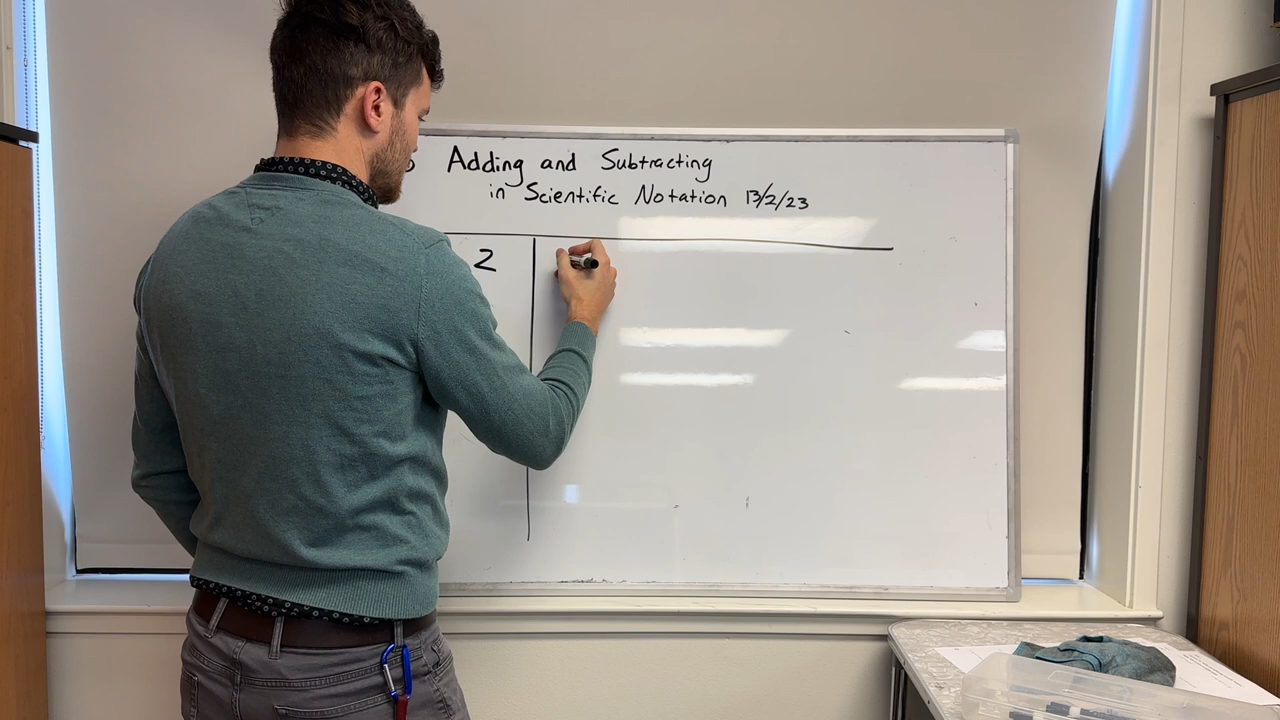 Adding and Subtracting
in Scientific Notation 13/2/23
2